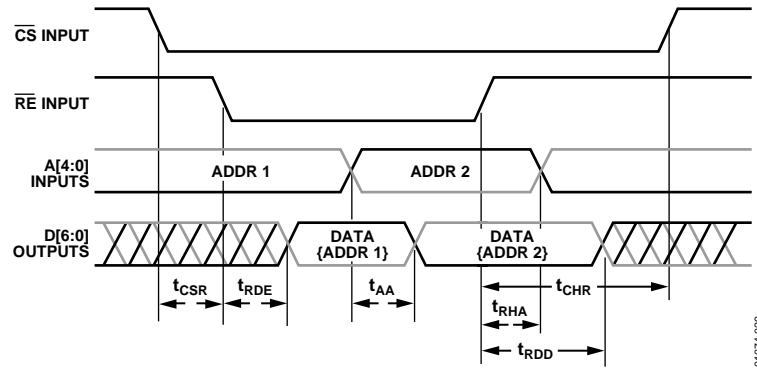 CS INPUT
RE INPUT
A[4:0]
INPUTS
ADDR 1
ADDR 2
D[6:0]
OUTPUTS
DATA
{ADDR 1}
DATA
{ADDR 2}
tCSR
tRDE
tAA
tCHR
tRHA
tRDD